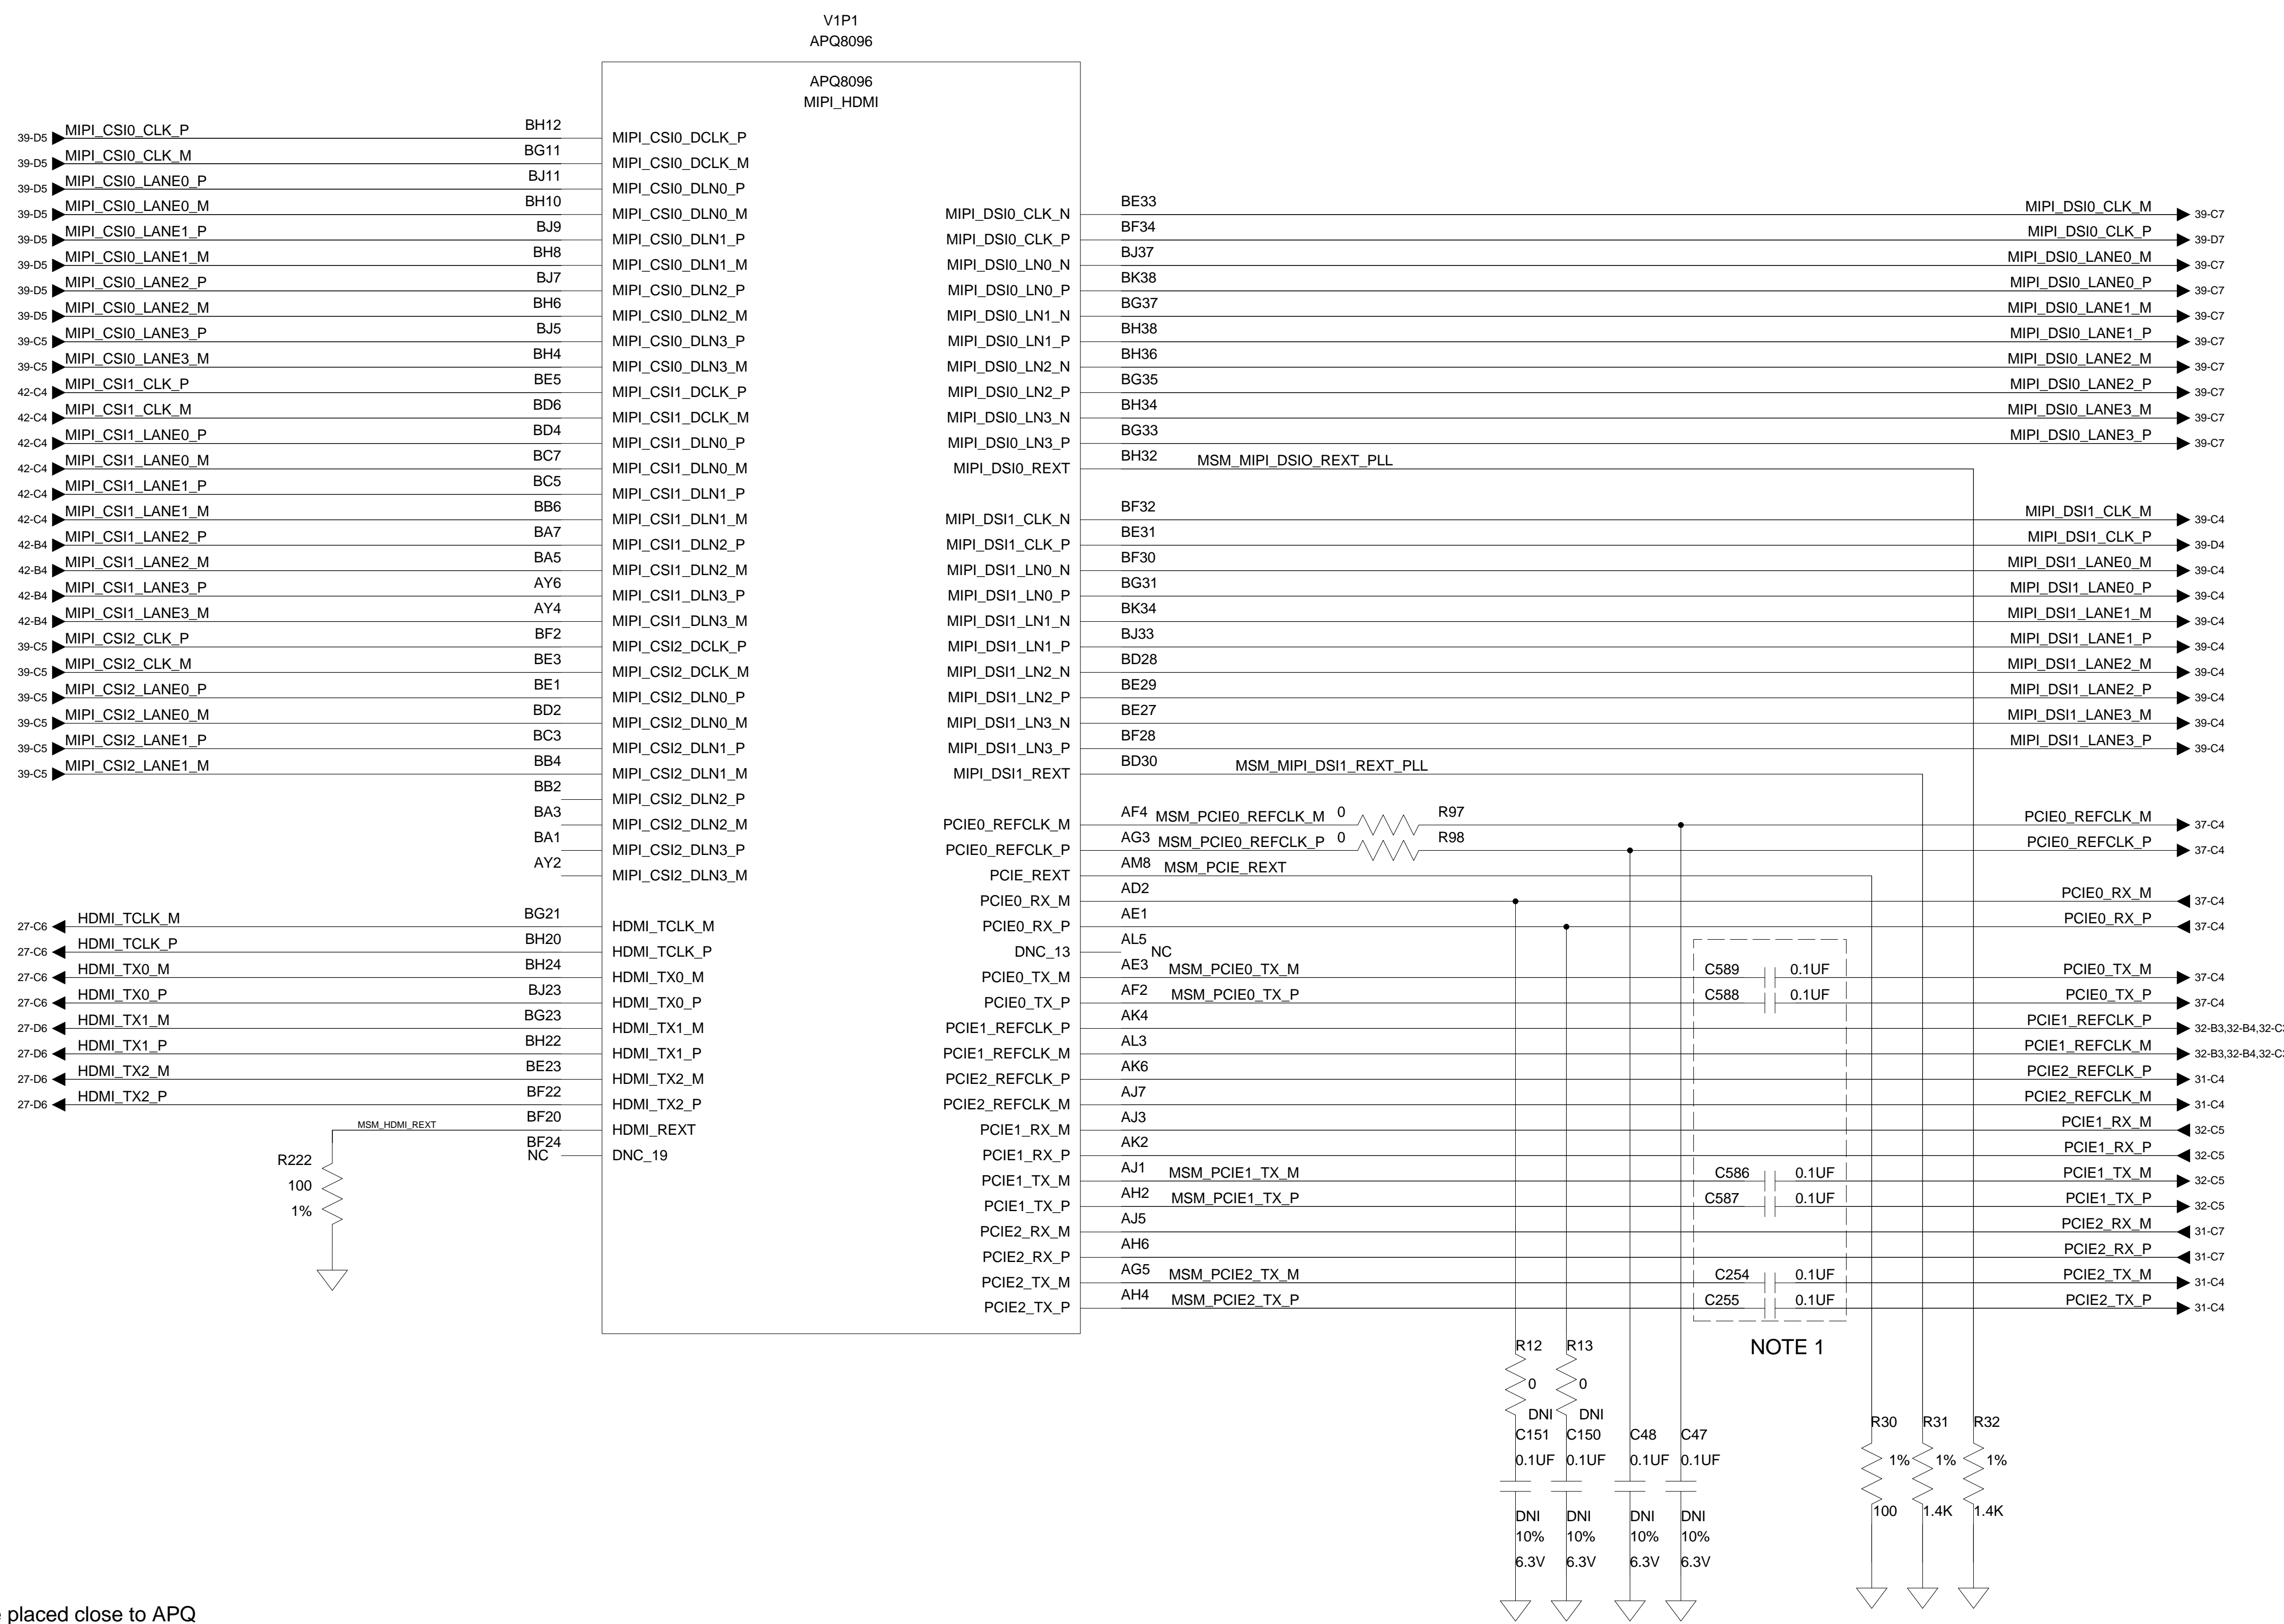 V1P1
APQ8096
APQ8096
MIPI_HDMI
39-D5 MIPI_CSI0_CLK_P BH12 MIPI_CSI0_DCLK_P
39-D5 MIPI_CSI0_CLK_M BG11 MIPI_CSI0_DCLK_M
39-D5 MIPI_CSI0_LANE0_P BJ11 MIPI_CSI0_DLN0_P
39-D5 MIPI_CSI0_LANE0_M BH10 MIPI_CSI0_DLN0_M
39-D5 MIPI_CSI0_LANE1_P BJ9 MIPI_CSI0_DLN1_P
39-D5 MIPI_CSI0_LANE1_M BH8 MIPI_CSI0_DLN1_M
39-D5 MIPI_CSI0_LANE2_P BJ7 MIPI_CSI0_DLN2_P
39-D5 MIPI_CSI0_LANE2_M BH6 MIPI_CSI0_DLN2_M
39-C5 MIPI_CSI0_LANE3_P BJ5 MIPI_CSI0_DLN3_P
39-C5 MIPI_CSI0_LANE3_M BH4 MIPI_CSI0_DLN3_M
42-C4 MIPI_CSI1_CLK_P BE5 MIPI_CSI1_DCLK_P
42-C4 MIPI_CSI1_CLK_M BD6 MIPI_CSI1_DCLK_M
42-C4 MIPI_CSI1_LANE0_P BD4 MIPI_CSI1_DLN0_P
42-C4 MIPI_CSI1_LANE0_M BC7 MIPI_CSI1_DLN0_M
42-C4 MIPI_CSI1_LANE1_P BC5 MIPI_CSI1_DLN1_P
42-C4 MIPI_CSI1_LANE1_M BB6 MIPI_CSI1_DLN1_M
42-B4 MIPI_CSI1_LANE2_P BA7 MIPI_CSI1_DLN2_P
42-B4 MIPI_CSI1_LANE2_M BA5 MIPI_CSI1_DLN2_M
42-B4 MIPI_CSI1_LANE3_P AY6 MIPI_CSI1_DLN3_P
42-B4 MIPI_CSI1_LANE3_M AY4 MIPI_CSI1_DLN3_M
39-C5 MIPI_CSI2_CLK_P BF2 MIPI_CSI2_DCLK_P
39-C5 MIPI_CSI2_CLK_M BE3 MIPI_CSI2_DCLK_M
39-C5 MIPI_CSI2_LANE0_P BE1 MIPI_CSI2_DLN0_P
39-C5 MIPI_CSI2_LANE0_M BD2 MIPI_CSI2_DLN0_M
39-C5 MIPI_CSI2_LANE1_P BC3 MIPI_CSI2_DLN1_P
39-C5 MIPI_CSI2_LANE1_M BB4 MIPI_CSI2_DLN1_M
BB2 MIPI_CSI2_DLN2_P
BA3 MIPI_CSI2_DLN2_M
BA1 MIPI_CSI2_DLN3_P
AY2 MIPI_CSI2_DLN3_M
27-C6 HDMI_TCLK_M BG21 HDMI_TCLK_M
27-C6 HDMI_TCLK_P BH20 HDMI_TCLK_P
27-C6 HDMI_TX0_M BH24 HDMI_TX0_M
27-C6 HDMI_TX0_P BJ23 HDMI_TX0_P
27-D6 HDMI_TX1_M BG23 HDMI_TX1_M
27-D6 HDMI_TX1_P BH22 HDMI_TX1_P
27-D6 HDMI_TX2_M BE23 HDMI_TX2_M
27-D6 HDMI_TX2_P BF22 HDMI_TX2_P
MSM_HDMI_REXT BF20 HDMI_REXT
BF24 NC DNC_19
R222
100
1%
MIPI_DSI0_CLK_N BE33 MIPI_DSI0_CLK_M 39-C7
MIPI_DSI0_CLK_P BF34 MIPI_DSI0_CLK_P 39-D7
MIPI_DSI0_LN0_N BJ37 MIPI_DSI0_LANE0_M 39-C7
MIPI_DSI0_LN0_P BK38 MIPI_DSI0_LANE0_P 39-C7
MIPI_DSI0_LN1_N BG37 MIPI_DSI0_LANE1_M 39-C7
MIPI_DSI0_LN1_P BH38 MIPI_DSI0_LANE1_P 39-C7
MIPI_DSI0_LN2_N BH36 MIPI_DSI0_LANE2_M 39-C7
MIPI_DSI0_LN2_P BG35 MIPI_DSI0_LANE2_P 39-C7
MIPI_DSI0_LN3_N BH34 MIPI_DSI0_LANE3_M 39-C7
MIPI_DSI0_LN3_P BG33 MIPI_DSI0_LANE3_P 39-C7
MIPI_DSI0_REXT BH32 MSM_MIPI_DSIO_REXT_PLL
MIPI_DSI1_CLK_N BF32 MIPI_DSI1_CLK_M 39-C4
MIPI_DSI1_CLK_P BE31 MIPI_DSI1_CLK_P 39-D4
MIPI_DSI1_LN0_N BF30 MIPI_DSI1_LANE0_M 39-C4
MIPI_DSI1_LN0_P BG31 MIPI_DSI1_LANE0_P 39-C4
MIPI_DSI1_LN1_N BK34 MIPI_DSI1_LANE1_M 39-C4
MIPI_DSI1_LN1_P BJ33 MIPI_DSI1_LANE1_P 39-C4
MIPI_DSI1_LN2_N BD28 MIPI_DSI1_LANE2_M 39-C4
MIPI_DSI1_LN2_P BE29 MIPI_DSI1_LANE2_P 39-C4
MIPI_DSI1_LN3_N BE27 MIPI_DSI1_LANE3_M 39-C4
MIPI_DSI1_LN3_P BF28 MIPI_DSI1_LANE3_P 39-C4
MIPI_DSI1_REXT BD30 MSM_MIPI_DSI1_REXT_PLL
PCIE0_REFCLK_M AF4 MSM_PCIE0_REFCLK_M 0 R97 PCIE0_REFCLK_M 37-C4
PCIE0_REFCLK_P AG3 MSM_PCIE0_REFCLK_P 0 R98 PCIE0_REFCLK_P 37-C4
PCIE_REXT AM8 MSM_PCIE_REXT
PCIE0_RX_M AD2 PCIE0_RX_M 37-C4
PCIE0_RX_P AE1 PCIE0_RX_P 37-C4
DNC_13 AL5 NC
PCIE0_TX_M AE3 MSM_PCIE0_TX_M C589 0.1UF PCIE0_TX_M 37-C4
PCIE0_TX_P AF2 MSM_PCIE0_TX_P C588 0.1UF PCIE0_TX_P 37-C4
PCIE1_REFCLK_P AK4 PCIE1_REFCLK_P 32-B3,32-B4,32-C
PCIE1_REFCLK_M AL3 PCIE1_REFCLK_M 32-B3,32-B4,32-C
PCIE2_REFCLK_P AK6 PCIE2_REFCLK_P 31-C4
PCIE2_REFCLK_M AJ7 PCIE2_REFCLK_M 31-C4
PCIE1_RX_M AJ3 PCIE1_RX_M 32-C5
PCIE1_RX_P AK2 PCIE1_RX_P 32-C5
PCIE1_TX_M AJ1 MSM_PCIE1_TX_M C586 0.1UF PCIE1_TX_M 32-C5
PCIE1_TX_P AH2 MSM_PCIE1_TX_P C587 0.1UF PCIE1_TX_P 32-C5
PCIE2_RX_M AJ5 PCIE2_RX_M 31-C7
PCIE2_RX_P AH6 PCIE2_RX_P 31-C7
PCIE2_TX_M AG5 MSM_PCIE2_TX_M C254 0.1UF PCIE2_TX_M 31-C4
PCIE2_TX_P AH4 MSM_PCIE2_TX_P C255 0.1UF PCIE2_TX_P 31-C4
NOTE 1
R12 R13
0 0
DNI DNI
C151 C150 C48 C47
0.1UF 0.1UF 0.1UF 0.1UF
DNI DNI DNI DNI
10% 10% 10% 10%
6.3V 6.3V 6.3V 6.3V
R30 R31 R32
1% 1% 1%
100 1.4K 1.4K
placed close to APQ